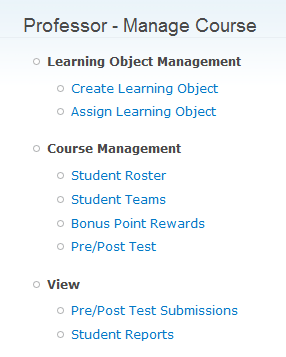 Professor - Manage Course
Learning Object Management
Create Learning Object
Assign Learning Object
Course Management
Student Roster
Student Teams
Bonus Point Rewards
Pre/Post Test
View
Pre/Post Test Submissions
Student Reports